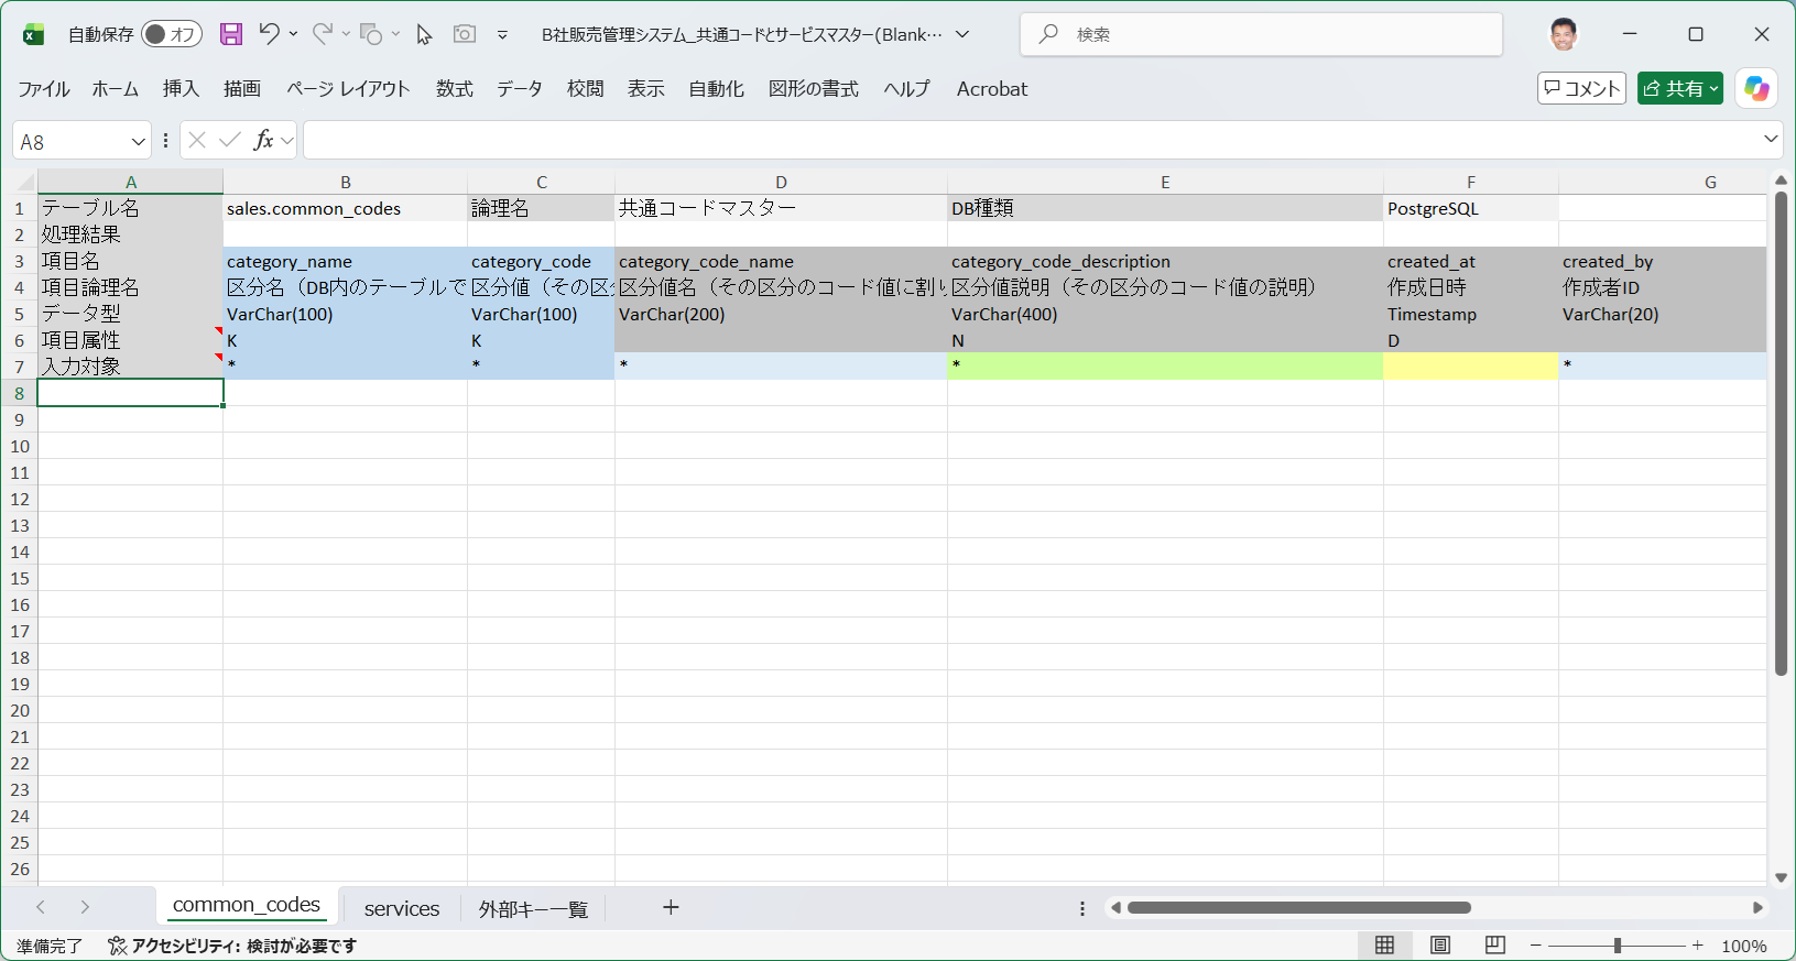 自動保存 オフ B社販売管理システム_共通コードとサービスマスター(Blank… 検索
ファイル ホーム 挿入 描画 ページ レイアウト 数式 データ 校閲 表示 自動化 図形の書式 ヘルプ Acrobat コメント 共有
A8 fx
A B C D E F G
1 テーブル名 sales.common_codes 論理名 共通コードマスター DB種類 PostgreSQL
2 処理結果
3 項目名 category_name category_code category_code_name category_code_description created_at created_by
4 項目論理名 区分名（DB内のテーブルで 区分値（その区分 区分値名（その区分のコード値に割り 区分値説明（その区分のコード値の説明） 作成日時 作成者ID
5 データ型 VarChar(100) VarChar(100) VarChar(200) VarChar(400) Timestamp VarChar(20)
6 項目属性 K K N D
7 入力対象 * * * * *
8
9
10
11
12
13
14
15
16
17
18
19
20
21
22
23
24
25
26
common_codes services 外部キー一覧
準備完了 アクセシビリティ: 検討が必要です 100%